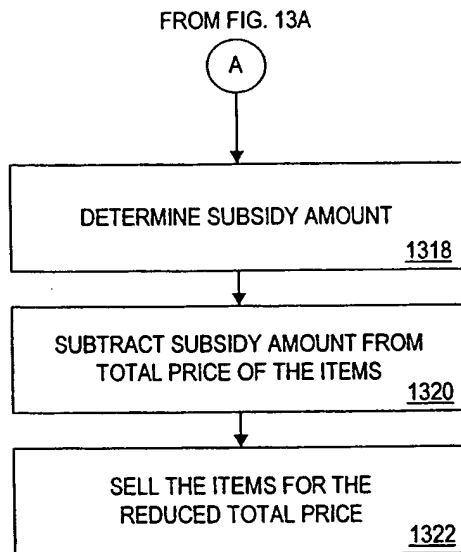 FROM FIG. 13A
A
DETERMINE SUBSIDY AMOUNT
1318
SUBTRACT SUBSIDY AMOUNT FROM
TOTAL PRICE OF THE ITEMS
1320
SELL THE ITEMS FOR THE
REDUCED TOTAL PRICE
1322